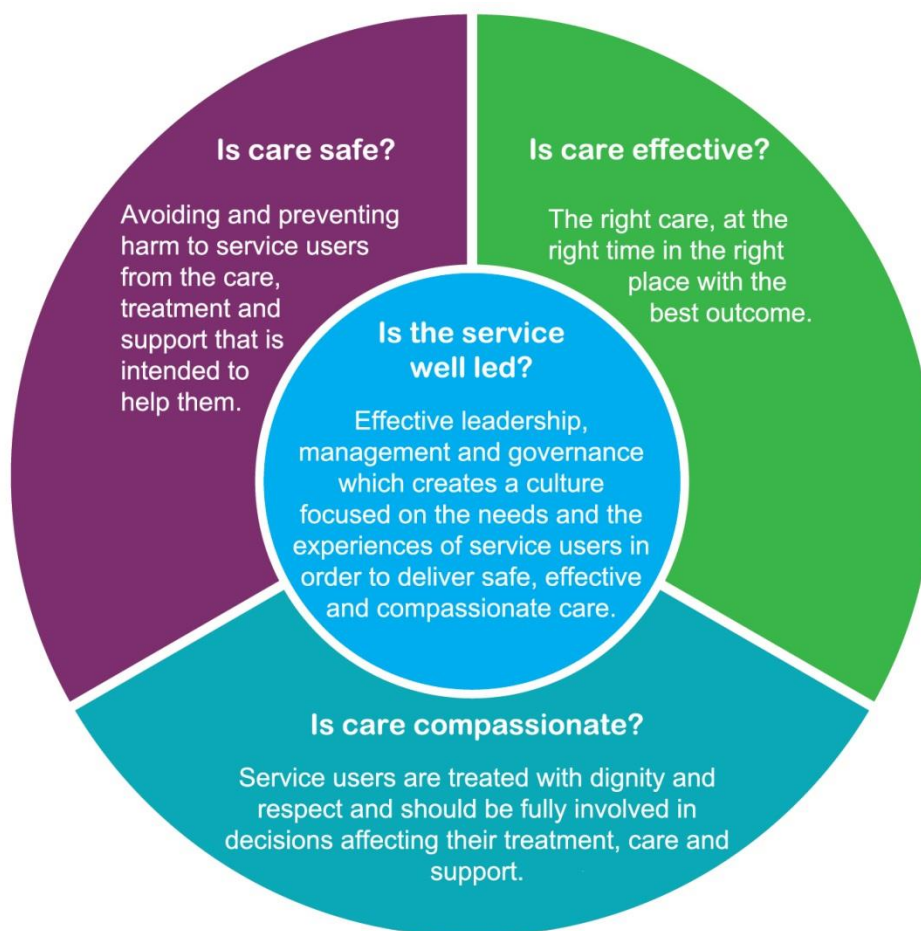 Is care safe?
Avoiding and preventing
harm to service users
from the care,
treatment and
support that is
intended to
help them.
Is care effective?
The right care, at the
right time in the right
place with the
best outcome.
Is the service
well led?
Effective leadership,
management and governance
which creates a culture
focused on the needs and the
experiences of service users in
order to deliver safe, effective
and compassionate care.
Is care compassionate?
Service users are treated with dignity and
respect and should be fully involved in
decisions affecting their treatment, care and
support.